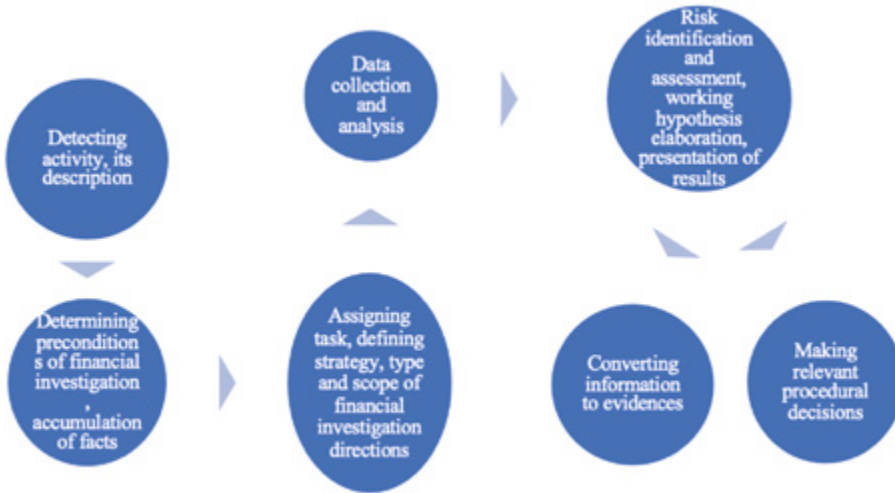 Detecting
activity, its
description
Determining
precondition
s of financial
investigation
,
accumulation
of facts
Assigning
task, defining
strategy, type
and scope of
financial
investigation
directions
Data
collection
and
analysis
Risk
identification
and
assessment,
working
hypothesis
elaboration,
presentation of
results
Converting
information
to evidences
Making
relevant
procedural
decisions